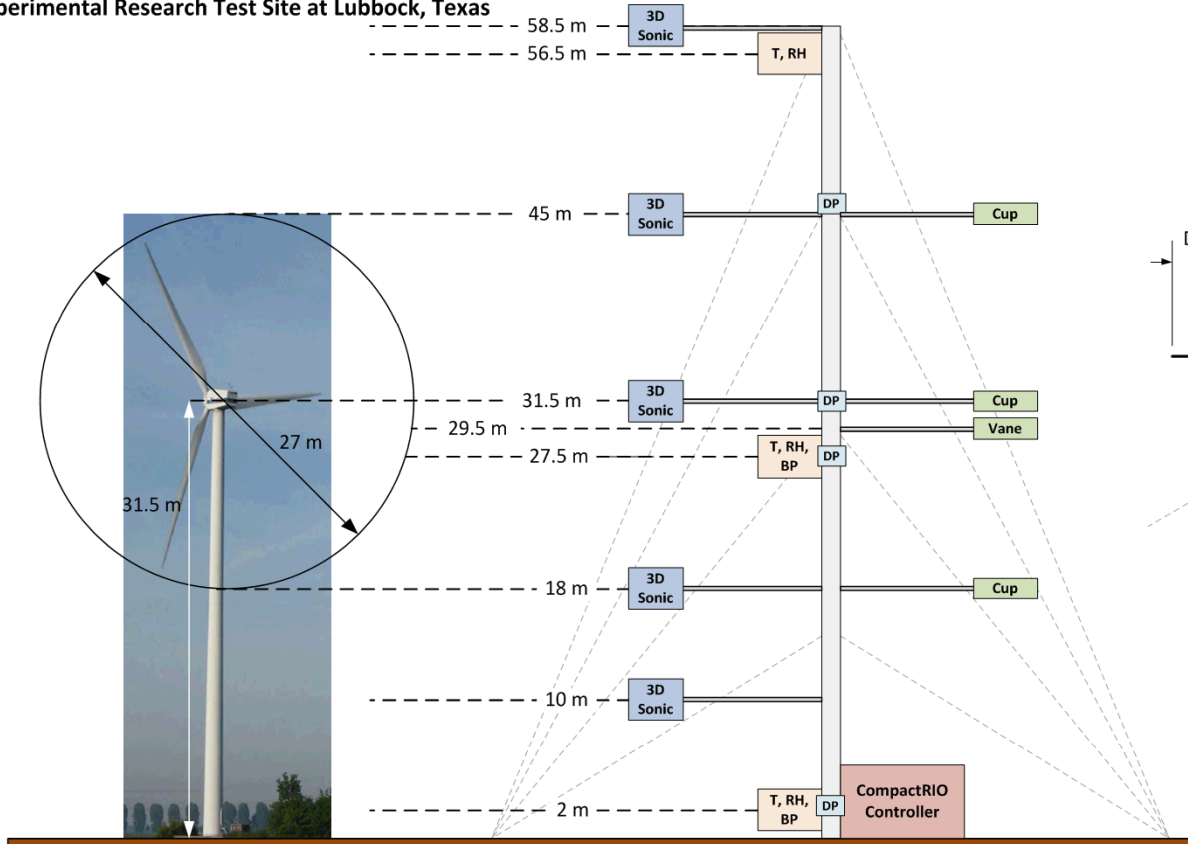 perimental Research Test Site at Lubbock, Texas
58.5 m
3D
Sonic
56.5 m
T, RH
45 m
3D
Sonic
DP
Cup
D
31.5 m
3D
Sonic
DP
Cup
29.5 m
Vane
27 m
27.5 m
T, RH,
BP
DP
31.5 m
18 m
3D
Sonic
Cup
10 m
3D
Sonic
2 m
T, RH,
BP
DP
CompactRIO
Controller